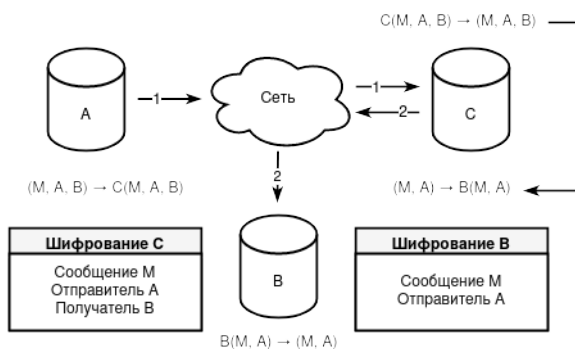 C(M, A, B) → (M, A, B)
A
1
Сеть
1
2
C
2
(M, A, B) → C(M, A, B)
(M, A) → B(M, A)
Шифрование С
Сообщение М
Отправитель А
Получатель В
B
Шифрование В
Сообщение М
Отправитель А
B(M, A) → (M, A)